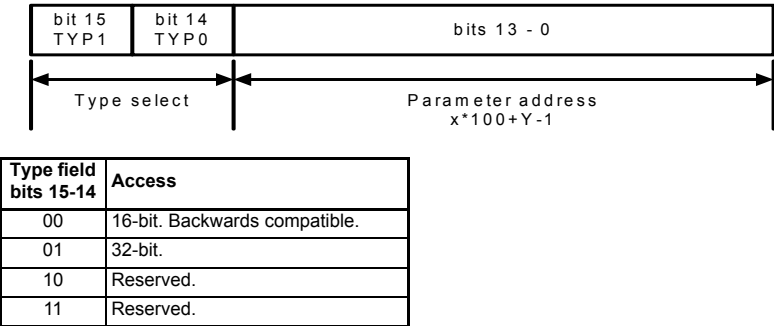 bit 15 bit 14 bits 13 - 0
TYP1 TYP0
Type select Parameter address
x*100+Y-1
Type field Access
bits 15-14
00 16-bit. Backwards compatible.
01 32-bit.
10 Reserved.
11 Reserved.